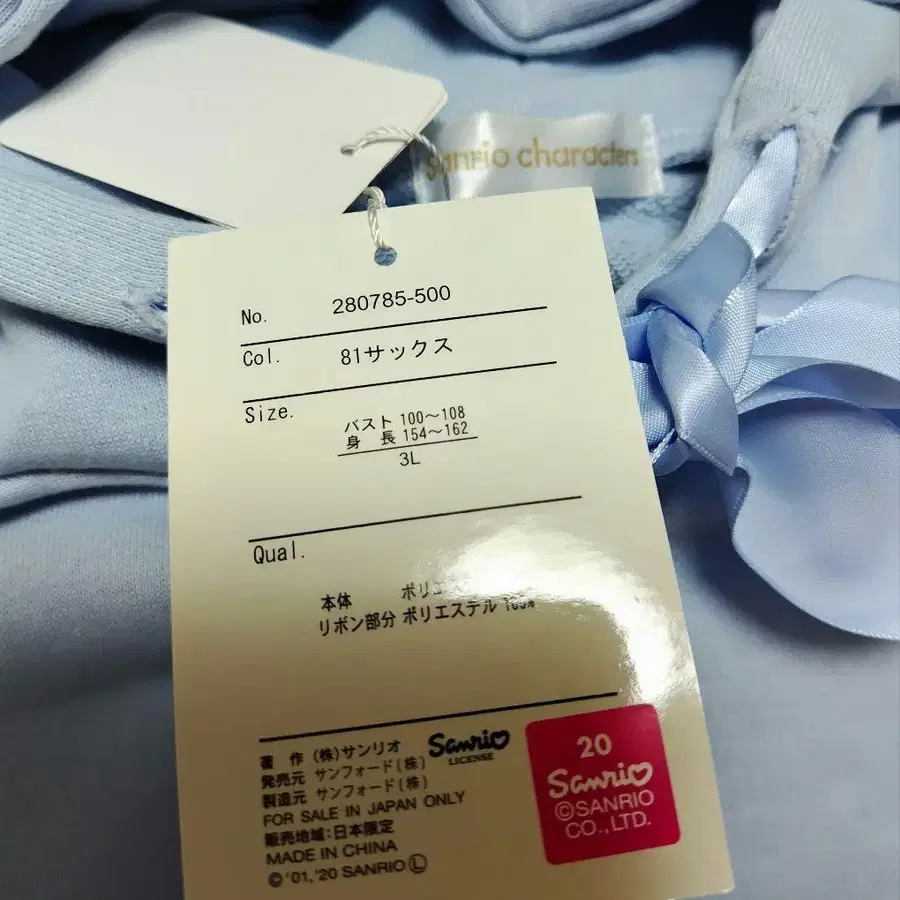 Sanrio characters
No. 280785-500
Col. 81サックス
Size.
バスト 100～108
身 長 154～162
3L
Qual.
本体
リボン部分 ポリエステル
著 作 (株)サンリオ
発売元 サンフォード(株)
製造元 サンフォード(株)
FOR SALE IN JAPAN ONLY
販売地域:日本限定
MADE IN CHINA
©'01,'20 SANRIO Ⓛ
Sanrio
LICENSE
20
Sanrio
©SANRIO
CO.,LTD.